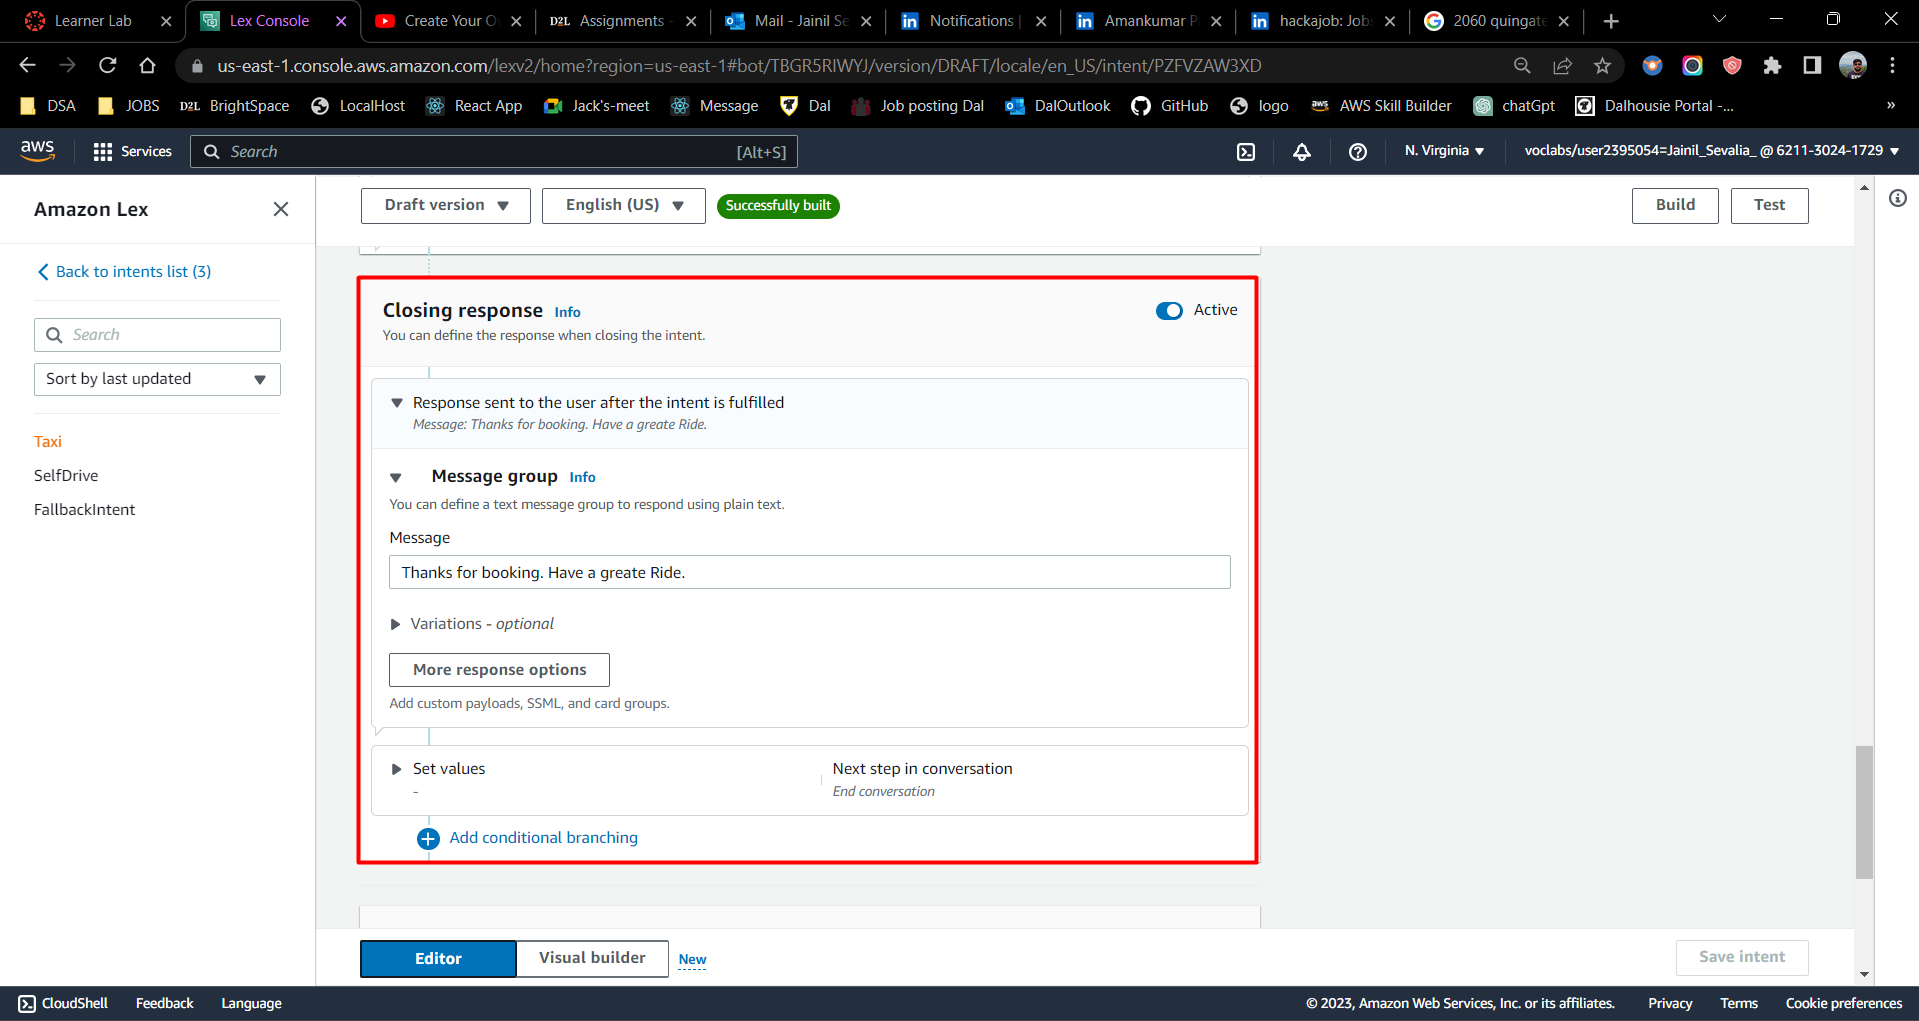 Learner Lab
Lex Console
Create Your O
D2L Assignments -
Mail - Jainil Se
in Notifications |
in Amankumar P
in hackajob: Job
G 2060 quingate
us-east-1.console.aws.amazon.com/lexv2/home?region=us-east-1#bot/TBGR5RIWYJ/version/DRAFT/locale/en_US/intent/PZFVZAW3XD
DSA
JOBS
D2L BrightSpace
LocalHost
React App
Jack's-meet
Message
Dal
Job posting Dal
DalOutlook
GitHub
logo
aws AWS Skill Builder
chatGpt
Dalhousie Portal -...
»
aws
Services
Search
[Alt+S]
N. Virginia
voclabs/user2395054=Jainil_Sevalia_ @ 6211-3024-1729
Amazon Lex
Draft version
English (US)
Successfully built
Build
Test
Back to intents list (3)
Search
Sort by last updated
Taxi
SelfDrive
FallbackIntent
Closing response Info
Active
You can define the response when closing the intent.
Response sent to the user after the intent is fulfilled
Message: Thanks for booking. Have a greate Ride.
Message group Info
You can define a text message group to respond using plain text.
Message
Thanks for booking. Have a greate Ride.
Variations - optional
More response options
Add custom payloads, SSML, and card groups.
Set values
-
Next step in conversation
End conversation
Add conditional branching
Editor
Visual builder
New
Save intent
CloudShell
Feedback
Language
© 2023, Amazon Web Services, Inc. or its affiliates.
Privacy
Terms
Cookie preferences